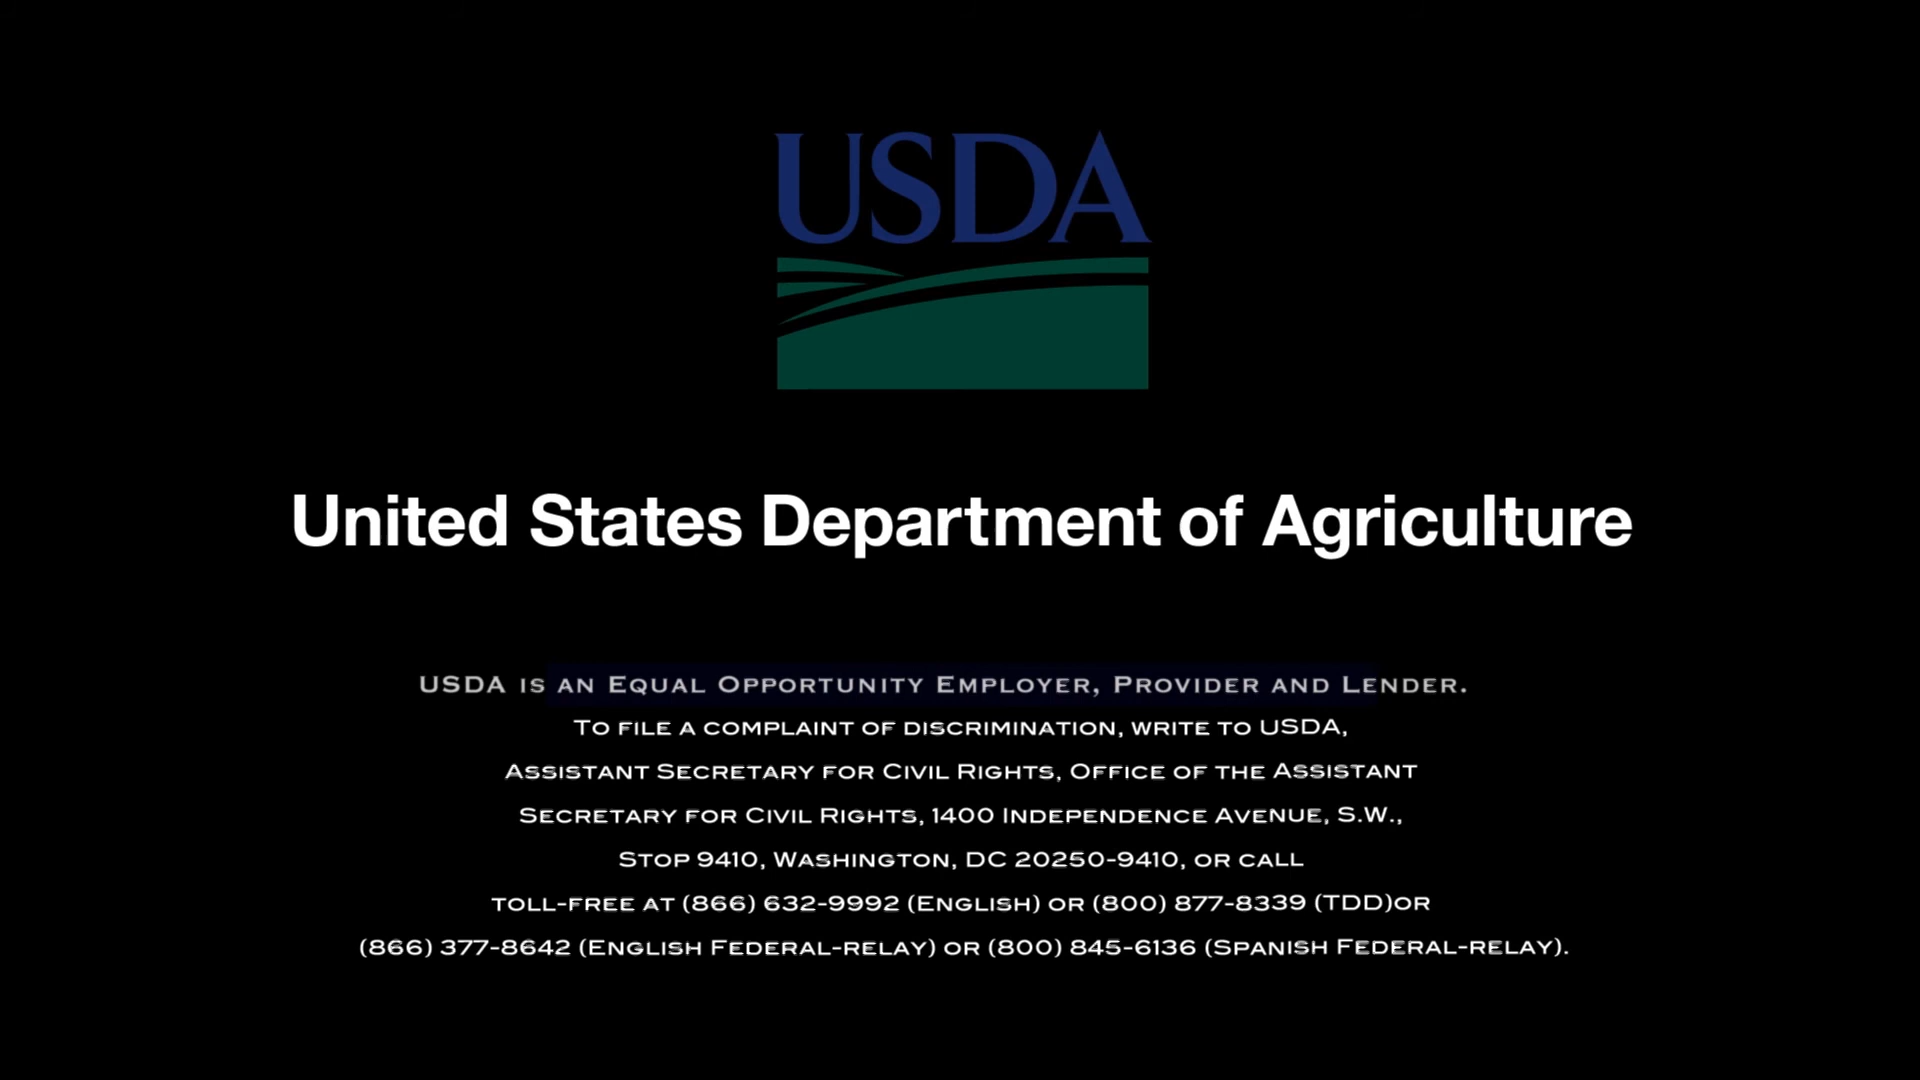 USDA
United States Department of Agriculture
USDA is an Equal Opportunity Employer, Provider and Lender.
To file a complaint of discrimination, write to USDA,
Assistant Secretary for Civil Rights, Office of the Assistant
Secretary for Civil Rights, 1400 Independence Avenue, S.W.,
Stop 9410, Washington, DC 20250-9410, or call
toll-free at (866) 632-9992 (English) or (800) 877-8339 (TDD)or
(866) 377-8642 (English Federal-relay) or (800) 845-6136 (Spanish Federal-relay).